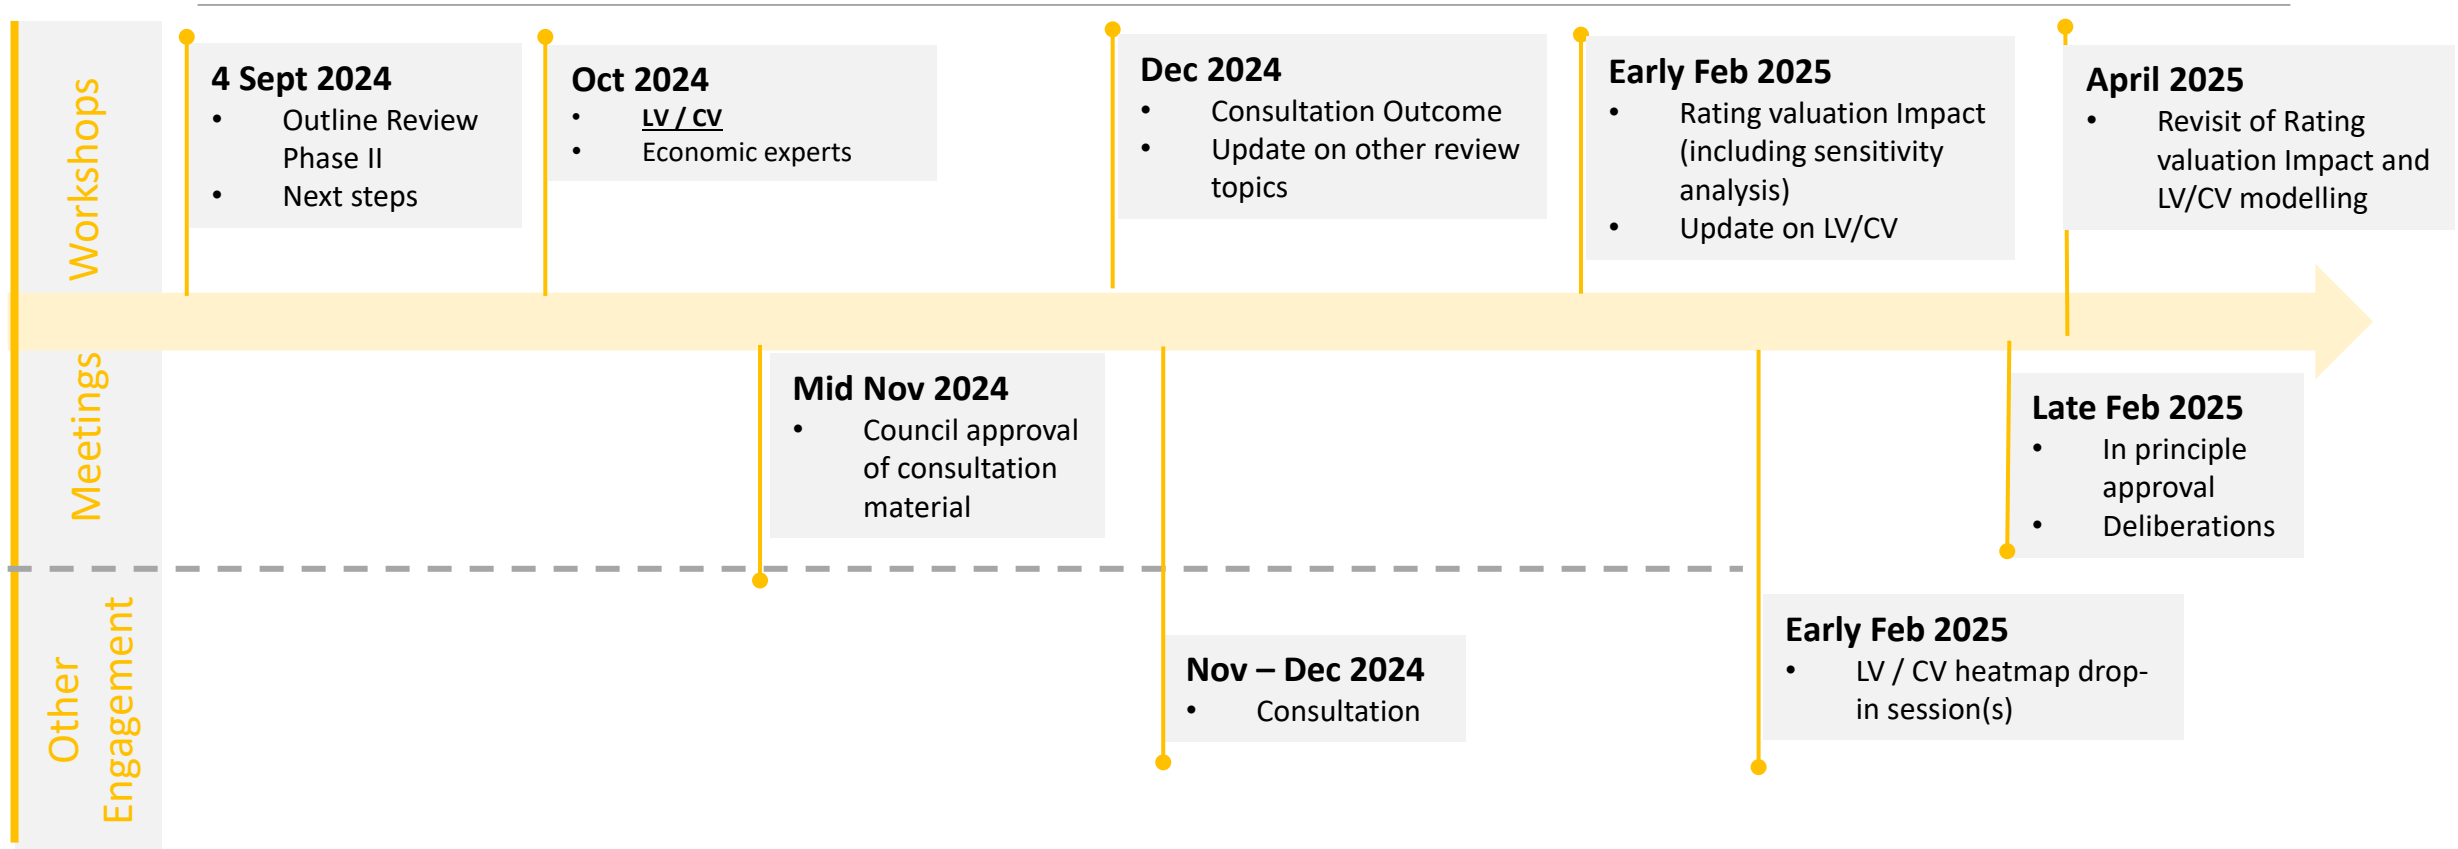 Workshops
4 Sept 2024
• Outline Review
Phase II
• Next steps
Oct 2024
• LV / CV
• Economic experts
Dec 2024
• Consultation Outcome
• Update on other review
topics
Early Feb 2025
• Rating valuation Impact
(including sensitivity
analysis)
• Update on LV/CV
April 2025
• Revisit of Rating
valuation Impact and
LV/CV modelling
Meetings
Mid Nov 2024
• Council approval
of consultation
material
Late Feb 2025
• In principle
approval
• Deliberations
Other
Engagement
Nov – Dec 2024
• Consultation
Early Feb 2025
• LV / CV heatmap drop-
in session(s)